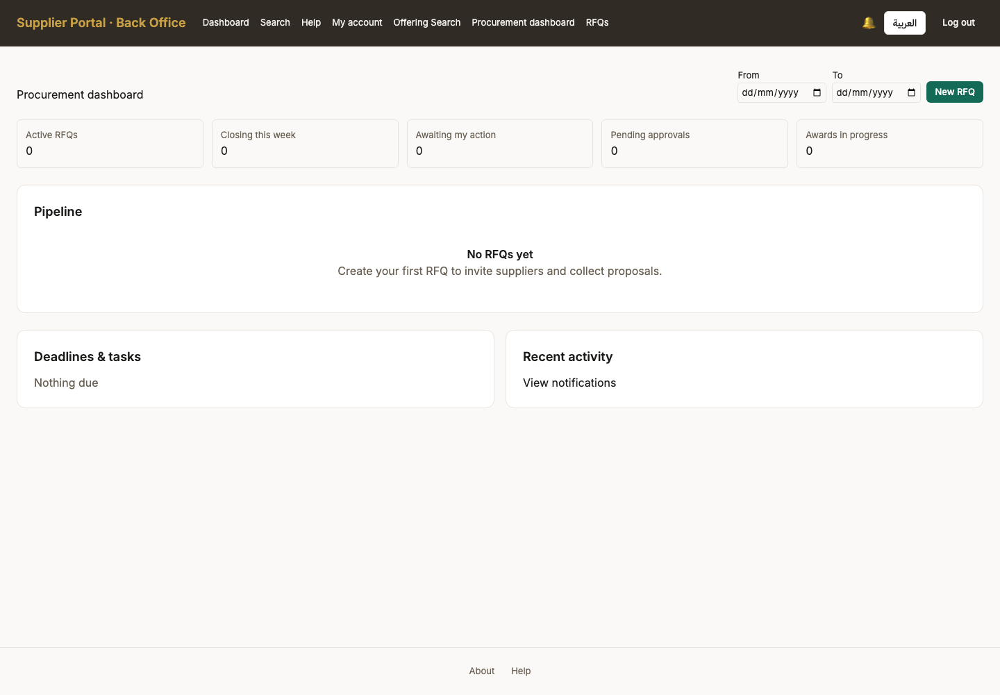 Supplier Portal · Back Office Dashboard Search Help My account Offering Search Procurement dashboard RFQs العربية Log out
From To
Procurement dashboard dd/mm/yyyy dd/mm/yyyy New RFQ
Active RFQs Closing this week Awaiting my action Pending approvals Awards in progress
0 0 0 0 0
Pipeline
No RFQs yet
Create your first RFQ to invite suppliers and collect proposals.
Deadlines & tasks
Nothing due
Recent activity
View notifications
About Help